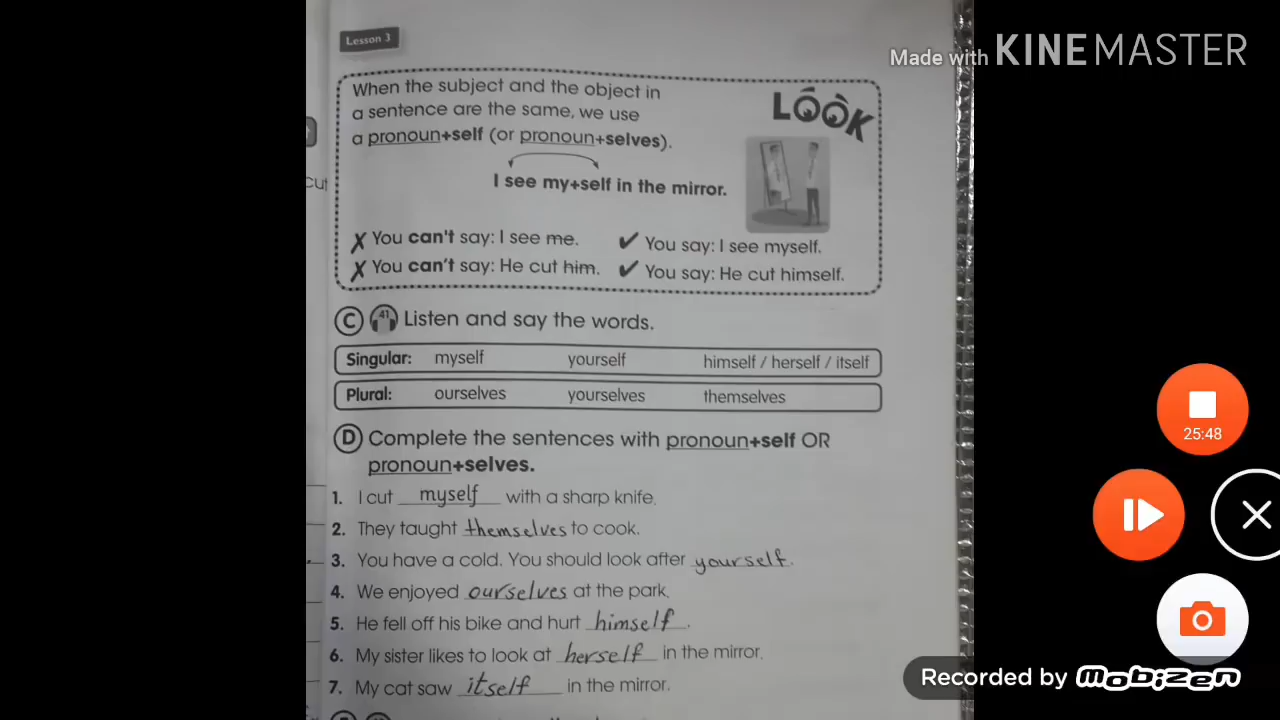 Lesson 3
Made with KINEMASTER
When the subject and the object in
a sentence are the same, we use
a pronoun+self (or pronoun+selves).
LOOK
I see my+self in the mirror.
cut
✗ You can't say: I see me. ✔ You say: I see myself.
✗ You can't say: He cut him. ✔ You say: He cut himself.
C 41 Listen and say the words.
Singular: myself yourself himself / herself / itself
Plural: ourselves yourselves themselves
D Complete the sentences with pronoun+self OR
pronoun+selves.
1. I cut myself with a sharp knife.
2. They taught themselves to cook.
3. You have a cold. You should look after yourself.
4. We enjoyed ourselves at the park.
5. He fell off his bike and hurt himself.
6. My sister likes to look at herself in the mirror.
7. My cat saw itself in the mirror.
25:48
Recorded by Mobizen